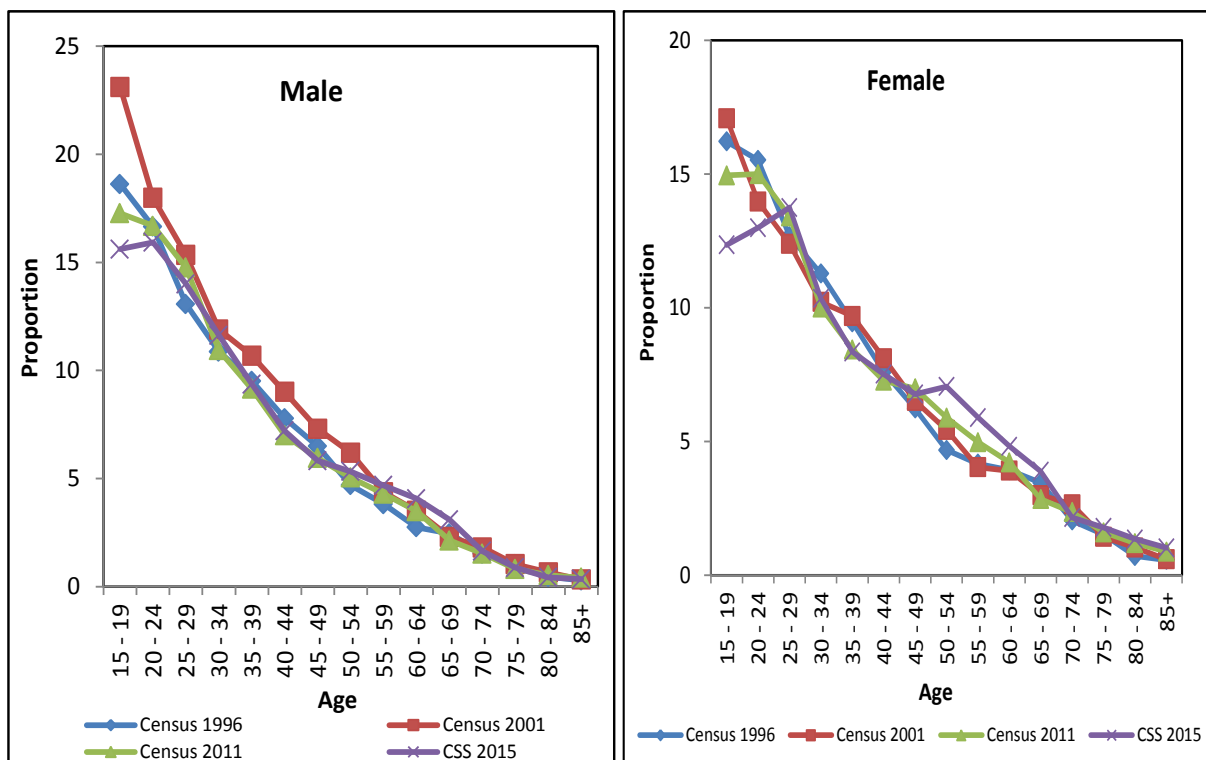 Male
25
20
15
10
5
0
Proportion
15 - 19
20 - 24
25 - 29
30 - 34
35 - 39
40 - 44
45 - 49
50 - 54
55 - 59
60 - 64
65 - 69
70 - 74
75 - 79
80 - 84
85+
Age
Census 1996
Census 2001
Census 2011
CSS 2015
Female
20
15
10
5
0
Proportion
15 - 19
20 - 24
25 - 29
30 - 34
35 - 39
40 - 44
45 - 49
50 - 54
55 - 59
60 - 64
65 - 69
70 - 74
75 - 79
80 - 84
85+
Age
Census 1996
Census 2001
Census 2011
CSS 2015